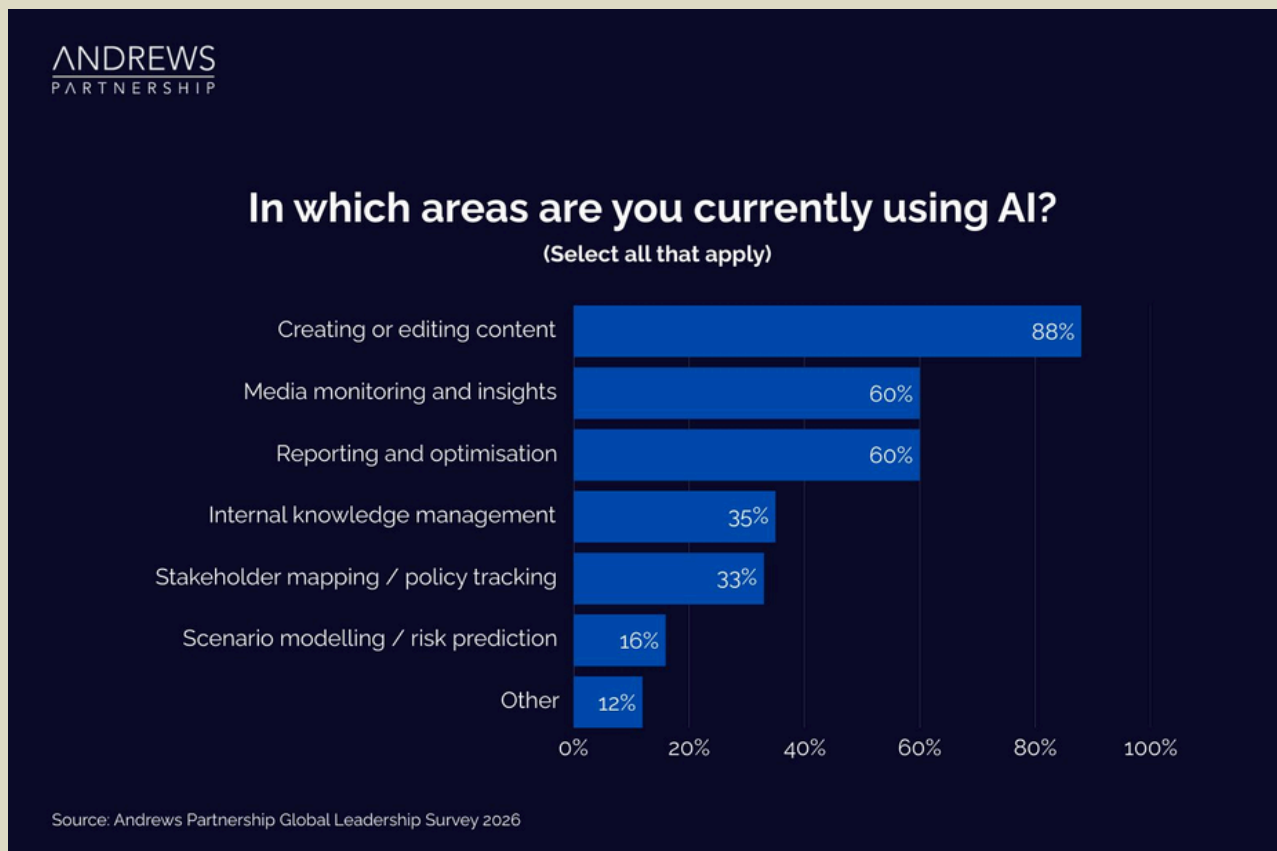 ANDREWS
PARTNERSHIP
In which areas are you currently using AI?
(Select all that apply)
Creating or editing content 88%
Media monitoring and insights 60%
Reporting and optimisation 60%
Internal knowledge management 35%
Stakeholder mapping / policy tracking 33%
Scenario modelling / risk prediction 16%
Other 12%
0% 20% 40% 60% 80% 100%
Source: Andrews Partnership Global Leadership Survey 2026